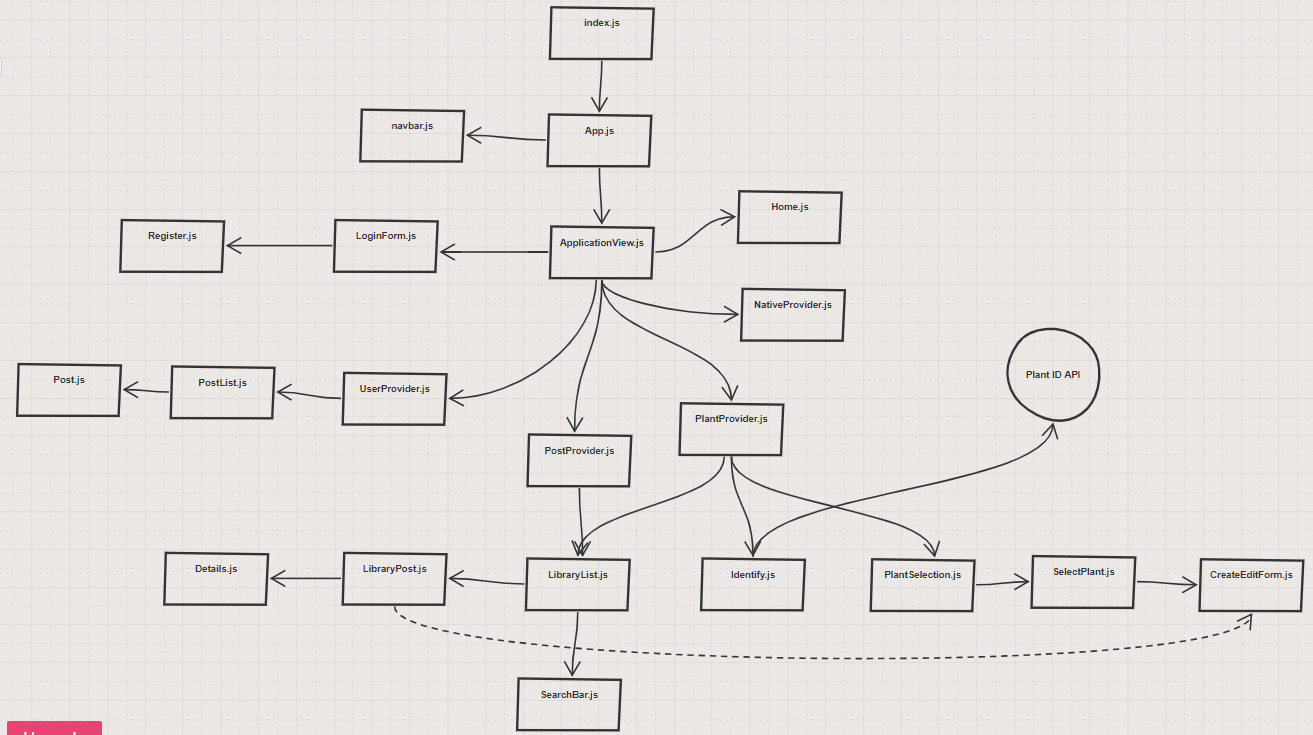 index.js
navbar.js
App.js
Home.js
Register.js
LoginForm.js
ApplicationView.js
NativeProvider.js
Plant ID API
Post.js
PostList.js
UserProvider.js
PlantProvider.js
PostProvider.js
Details.js
LibraryPost.js
LibraryList.js
Identify.js
PlantSelection.js
SelectPlant.js
CreateEditForm.js
SearchBar.js